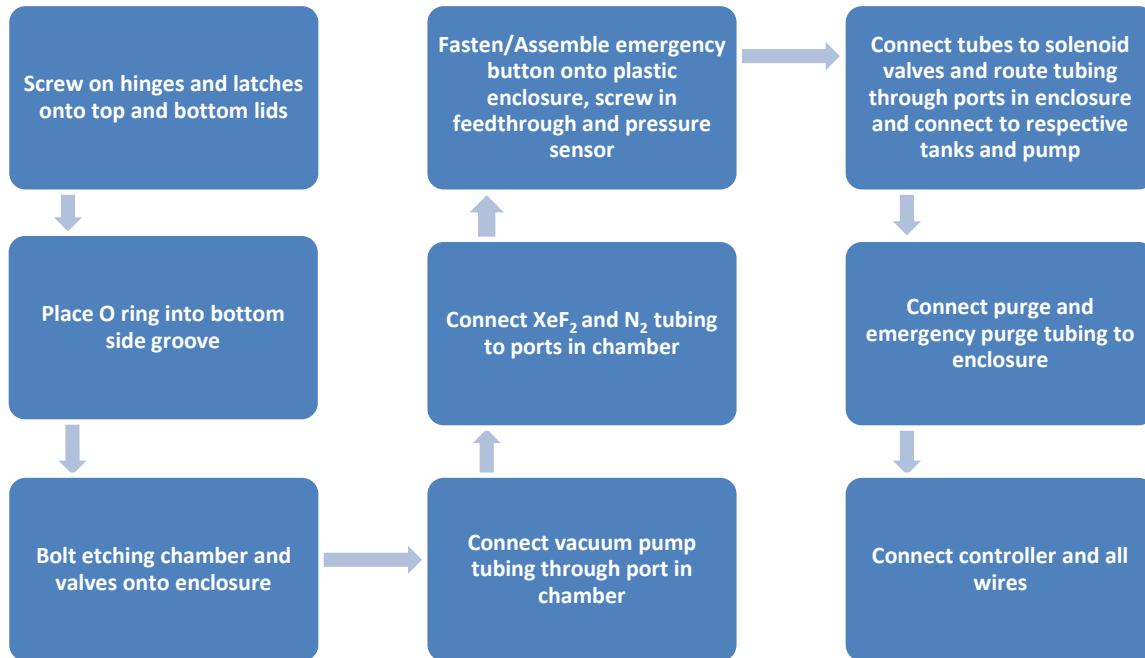 Screw on hinges and latches
onto top and bottom lids
Place O ring into bottom
side groove
Bolt etching chamber and
valves onto enclosure
Connect vacuum pump
tubing through port in
chamber
Connect XeF₂ and N₂ tubing
to ports in chamber
Fasten/Assemble emergency
button onto plastic
enclosure, screw in
feedthrough and pressure
sensor
Connect tubes to solenoid
valves and route tubing
through ports in enclosure
and connect to respective
tanks and pump
Connect purge and
emergency purge tubing to
enclosure
Connect controller and all
wires